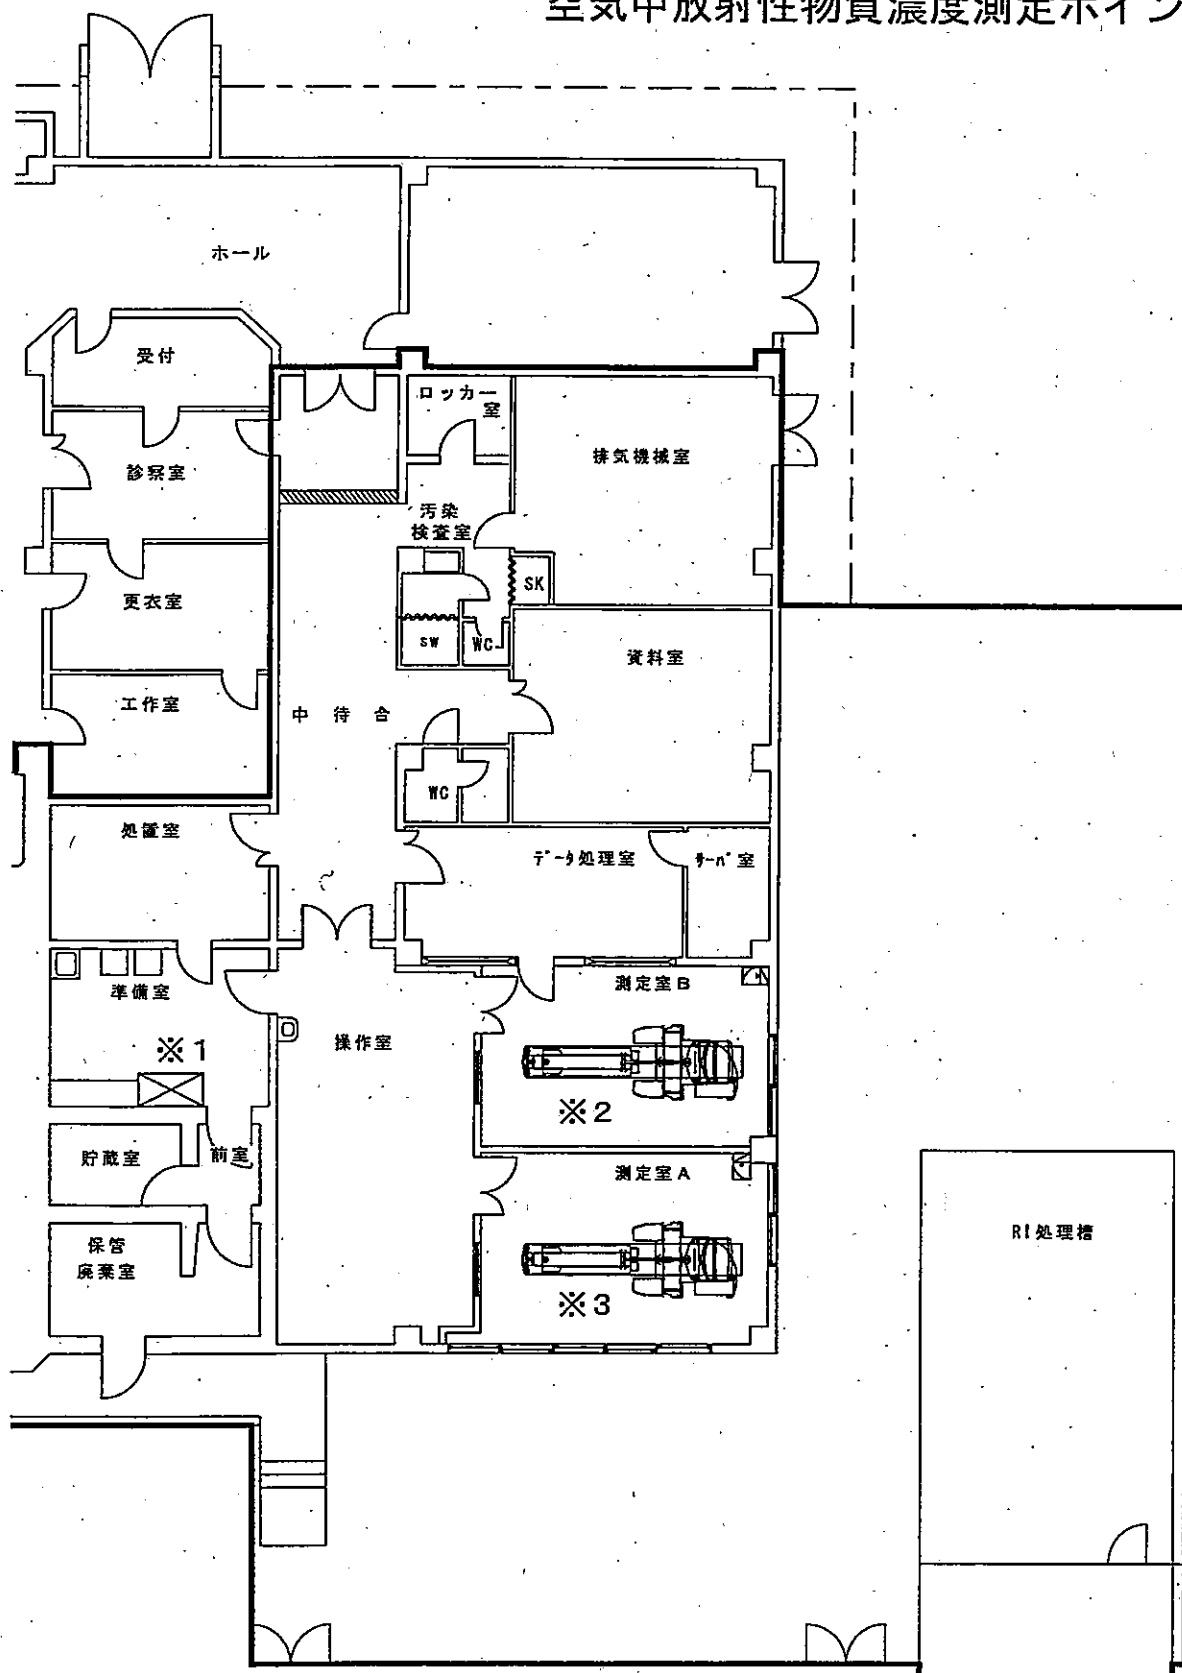 空気中放射性物質濃度測定ポイン
ホール
受付
ロッカー
室
排気機械室
診察室
汚染
検査室
SK
更衣室
SW
WC
資料室
工作室
中 待 合
WC
処置室
データ処理室
サーバ室
測定室B
準備室
操作室
※1
※2
貯蔵室
前室
測定室A
保管
廃棄室
RI処理槽
※3